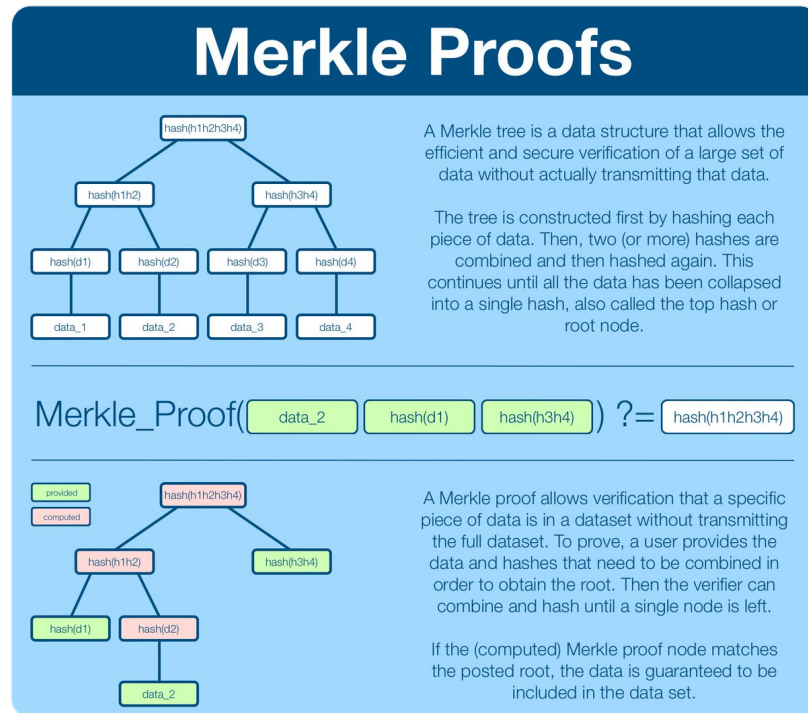 Merkle Proofs
hash(h1h2h3h4)
hash(h1h2)
hash(h3h4)
hash(d1)
hash(d2)
hash(d3)
hash(d4)
data_1
data_2
data_3
data_4
A Merkle tree is a data structure that allows the
efficient and secure verification of a large set of
data without actually transmitting that data.
The tree is constructed first by hashing each
piece of data. Then, two (or more) hashes are
combined and then hashed again. This
continues until all the data has been collapsed
into a single hash, also called the top hash or
root node.
Merkle_Proof( data_2 hash(d1) hash(h3h4) ) ?= hash(h1h2h3h4)
provided
computed
hash(h1h2h3h4)
hash(h1h2)
hash(h3h4)
hash(d1)
hash(d2)
data_2
A Merkle proof allows verification that a specific
piece of data is in a dataset without transmitting
the full dataset. To prove, a user provides the
data and hashes that need to be combined in
order to obtain the root. Then the verifier can
combine and hash until a single node is left.
If the (computed) Merkle proof node matches
the posted root, the data is guaranteed to be
included in the data set.